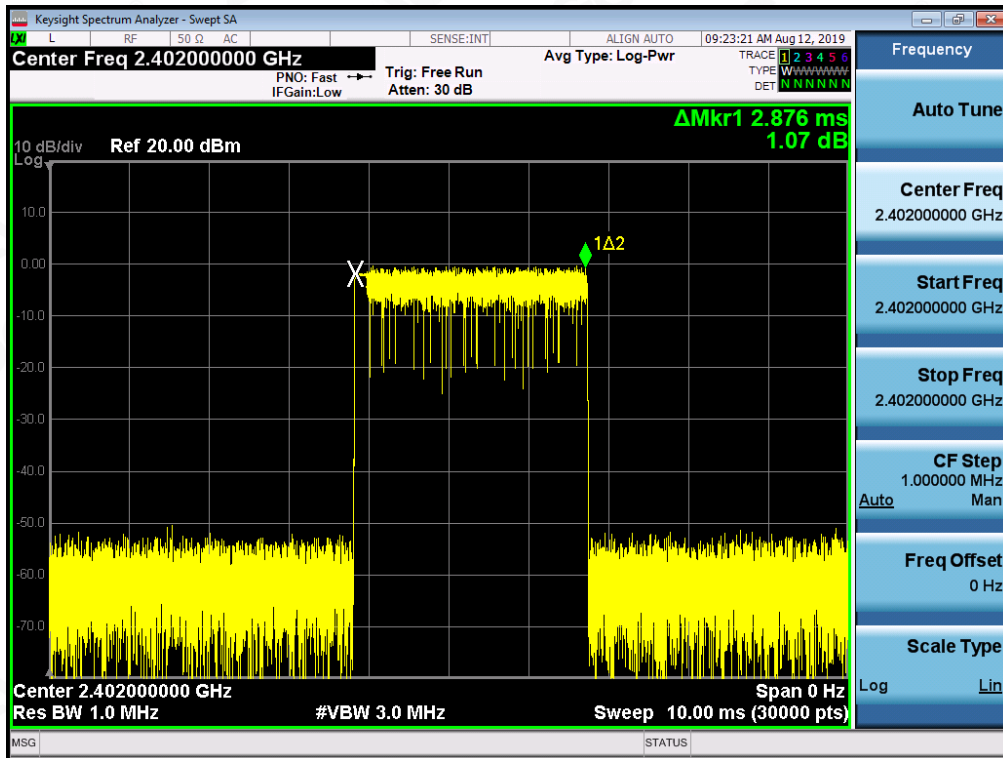 Keysight Spectrum Analyzer - Swept SA
LXI L RF 50 Ω AC SENSE:INT ALIGN AUTO 09:23:21 AM Aug 12, 2019
Center Freq 2.402000000 GHz
PNO: Fast
IFGain:Low
Trig: Free Run
Atten: 30 dB
Avg Type: Log-Pwr
TRACE 1 2 3 4 5 6
TYPE WWWWWWW
DET N N N N N N
ΔMkr1 2.876 ms
1.07 dB
10 dB/div Ref 20.00 dBm
Log
10.0
0.00
-10.0
-20.0
-30.0
-40.0
-50.0
-60.0
-70.0
X
1Δ2
Center 2.402000000 GHz Span 0 Hz
Res BW 1.0 MHz #VBW 3.0 MHz Sweep 10.00 ms (30000 pts)
MSG STATUS
Frequency
Auto Tune
Center Freq
2.402000000 GHz
Start Freq
2.402000000 GHz
Stop Freq
2.402000000 GHz
CF Step
1.000000 MHz
Auto Man
Freq Offset
0 Hz
Scale Type
Log Lin